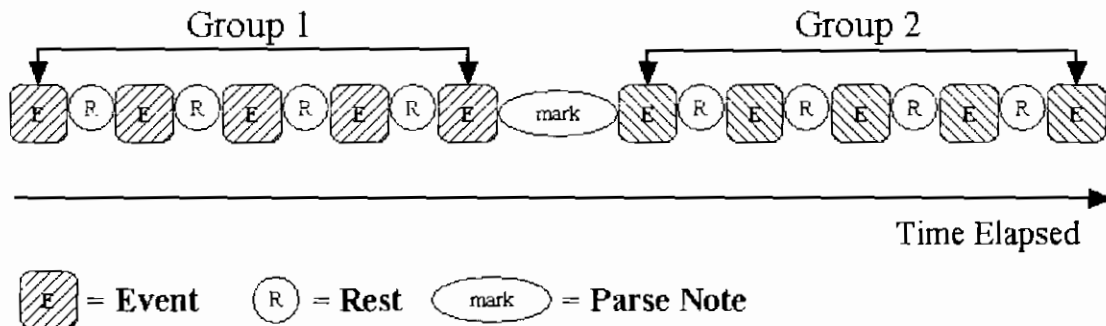 Group 1 Group 2
E R E R E R E R E mark E R E R E R E R E
Time Elapsed
E = Event R = Rest mark = Parse Note